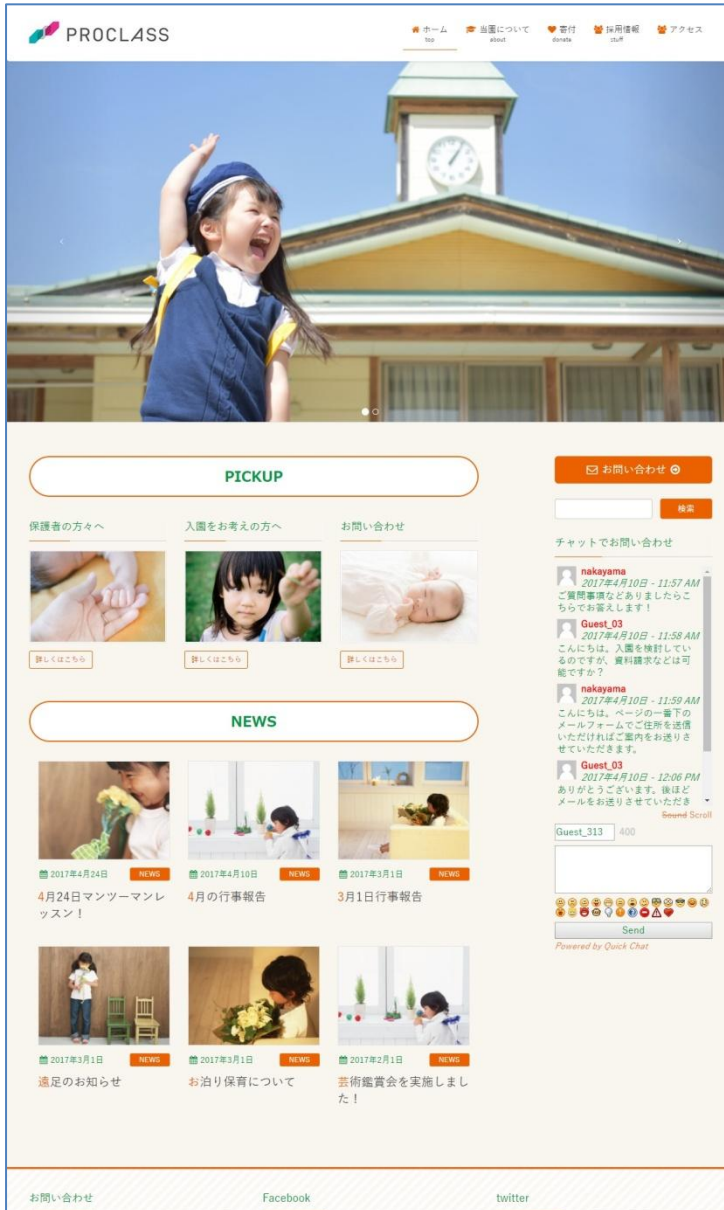 PROCLASS
ホーム
top
当園について
about
寄付
donate
採用情報
stuff
アクセス
PICKUP
保護者の方々へ
入園をお考えの方へ
お問い合わせ
詳しくはこちら
詳しくはこちら
詳しくはこちら
NEWS
2017年4月24日 NEWS
4月24日マンツーマンレ
ッスン！
2017年4月10日 NEWS
4月の行事報告
2017年3月1日 NEWS
3月1日行事報告
2017年3月1日 NEWS
遠足のお知らせ
2017年3月1日 NEWS
お泊り保育について
2017年2月1日 NEWS
芸術鑑賞会を実施しまし
た！
お問い合わせ
検索
チャットでお問い合わせ
nakayama
2017年4月10日 - 11:57 AM
ご質問事項などありましたらこ
ちらでお答えします！
Guest_03
2017年4月10日 - 11:58 AM
こんにちは。入園を検討してい
るのですが、資料請求などは可
能ですか？
nakayama
2017年4月10日 - 11:59 AM
こんにちは。ページの一番下の
メールフォームでご住所を送信
いただければご案内をお送りさ
せていただきます。
Guest_03
2017年4月10日 - 12:06 PM
ありがとうございます。後ほど
メールをお送りさせていただき
Sound Scroll
Guest_313 400
Send
Powered by Quick Chat
お問い合わせ
Facebook
twitter